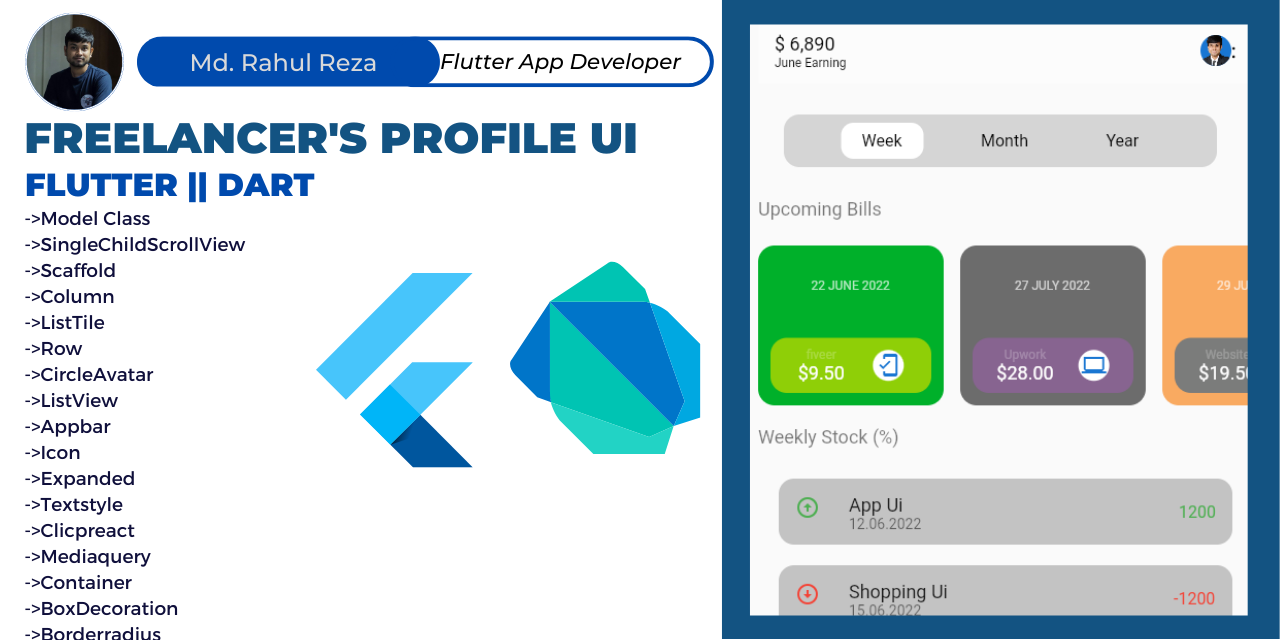 Md. Rahul Reza
Flutter App Developer
FREELANCER'S PROFILE UI
FLUTTER || DART
->Model Class
->SingleChildScrollView
->Scaffold
->Column
->ListTile
->Row
->CircleAvatar
->ListView
->Appbar
->Icon
->Expanded
->Textstyle
->Clicpreact
->Mediaquery
->Container
->BoxDecoration
->Borderradius
$ 6,890
June Earning
Week Month Year
Upcoming Bills
22 JUNE 2022
fiveer
$9.50
27 JULY 2022
Upwork
$28.00
29 JU
Website
$19.50
Weekly Stock (%)
App Ui
12.06.2022
1200
Shopping Ui
15.06.2022
-1200